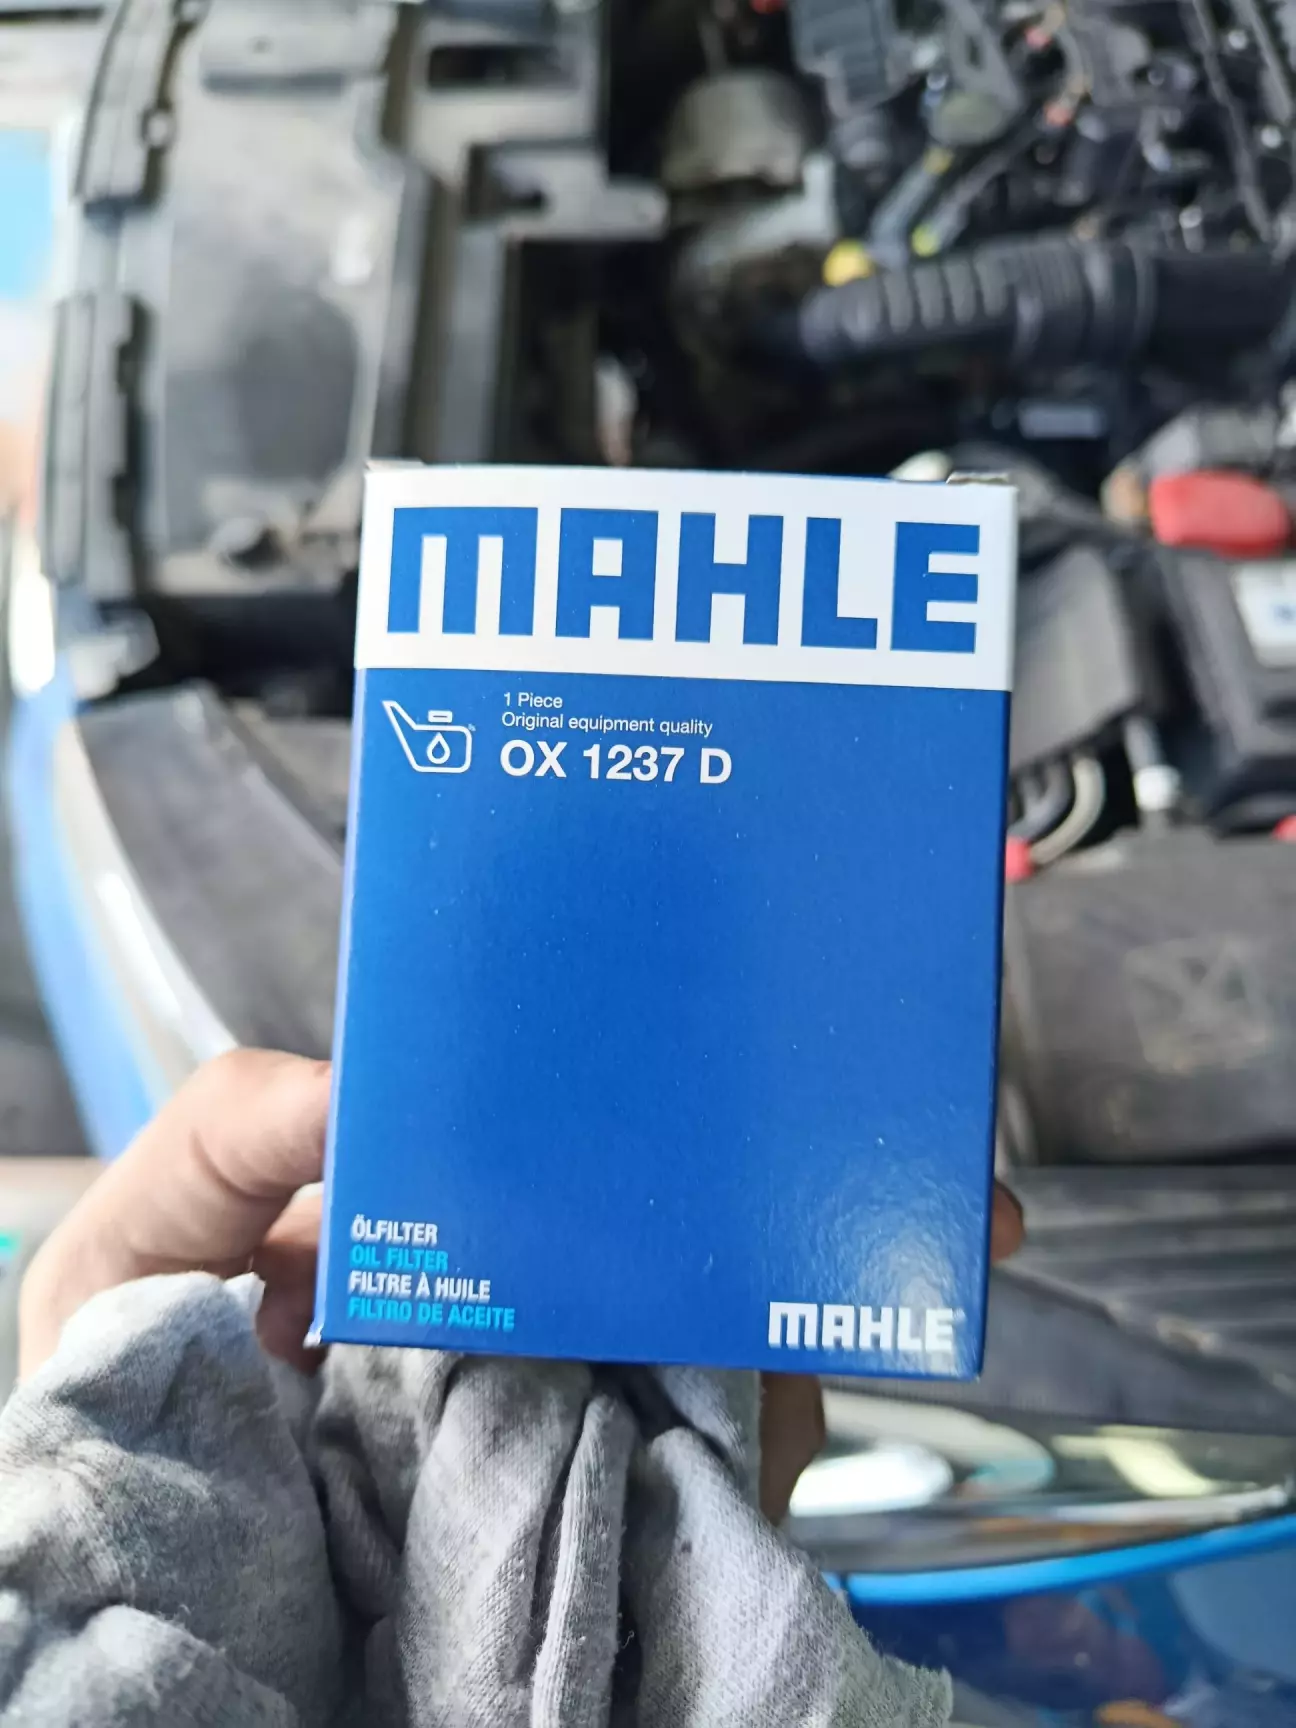 MAHLE
1 Piece
Original equipment quality
OX 1237 D
ÖLFILTER
OIL FILTER
FILTRE À HUILE
FILTRO DE ACEITE
MAHLE